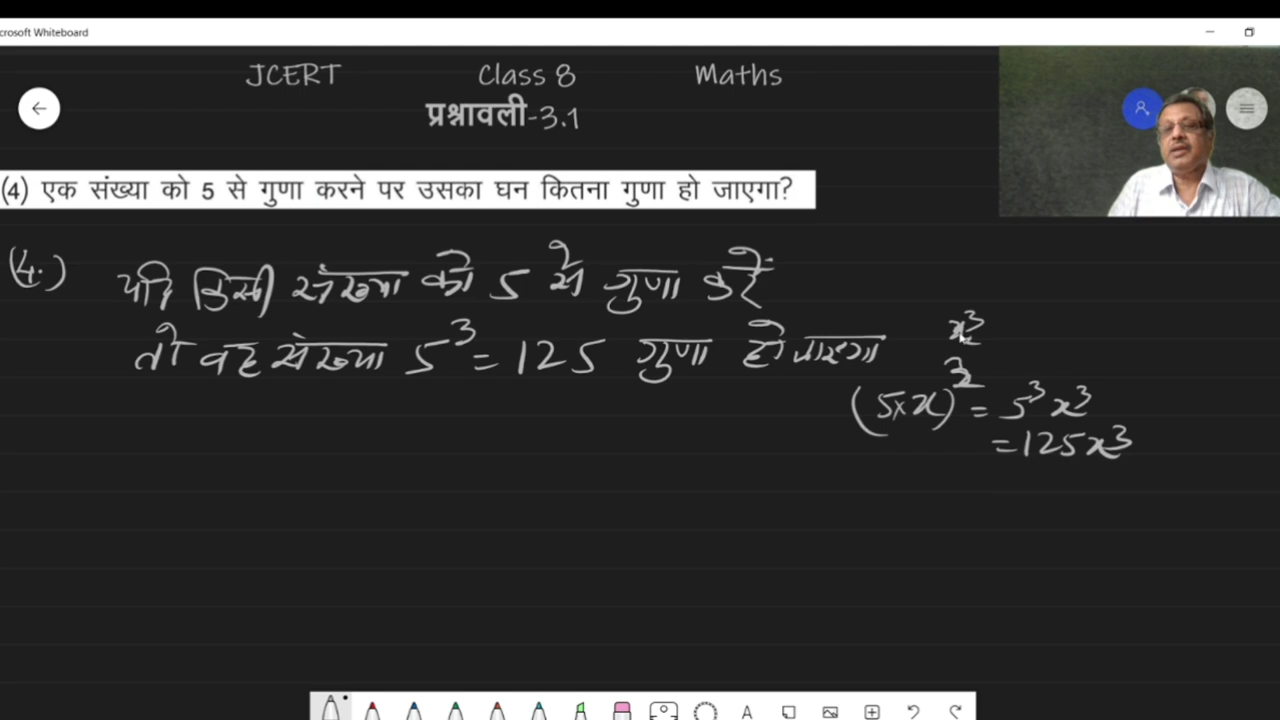 crosoft Whiteboard
JCERT Class 8 Maths
प्रश्नावली-3.1
(4) एक संख्या को 5 से गुणा करने पर उसका घन कितना गुणा हो जाएगा?
(4.) यदि किसी संख्या को 5 से गुणा करें
तो वह संख्या 5³ = 125 गुणा हो जाएगा
x³
(5×x)³ = 5³x³
= 125x³
A